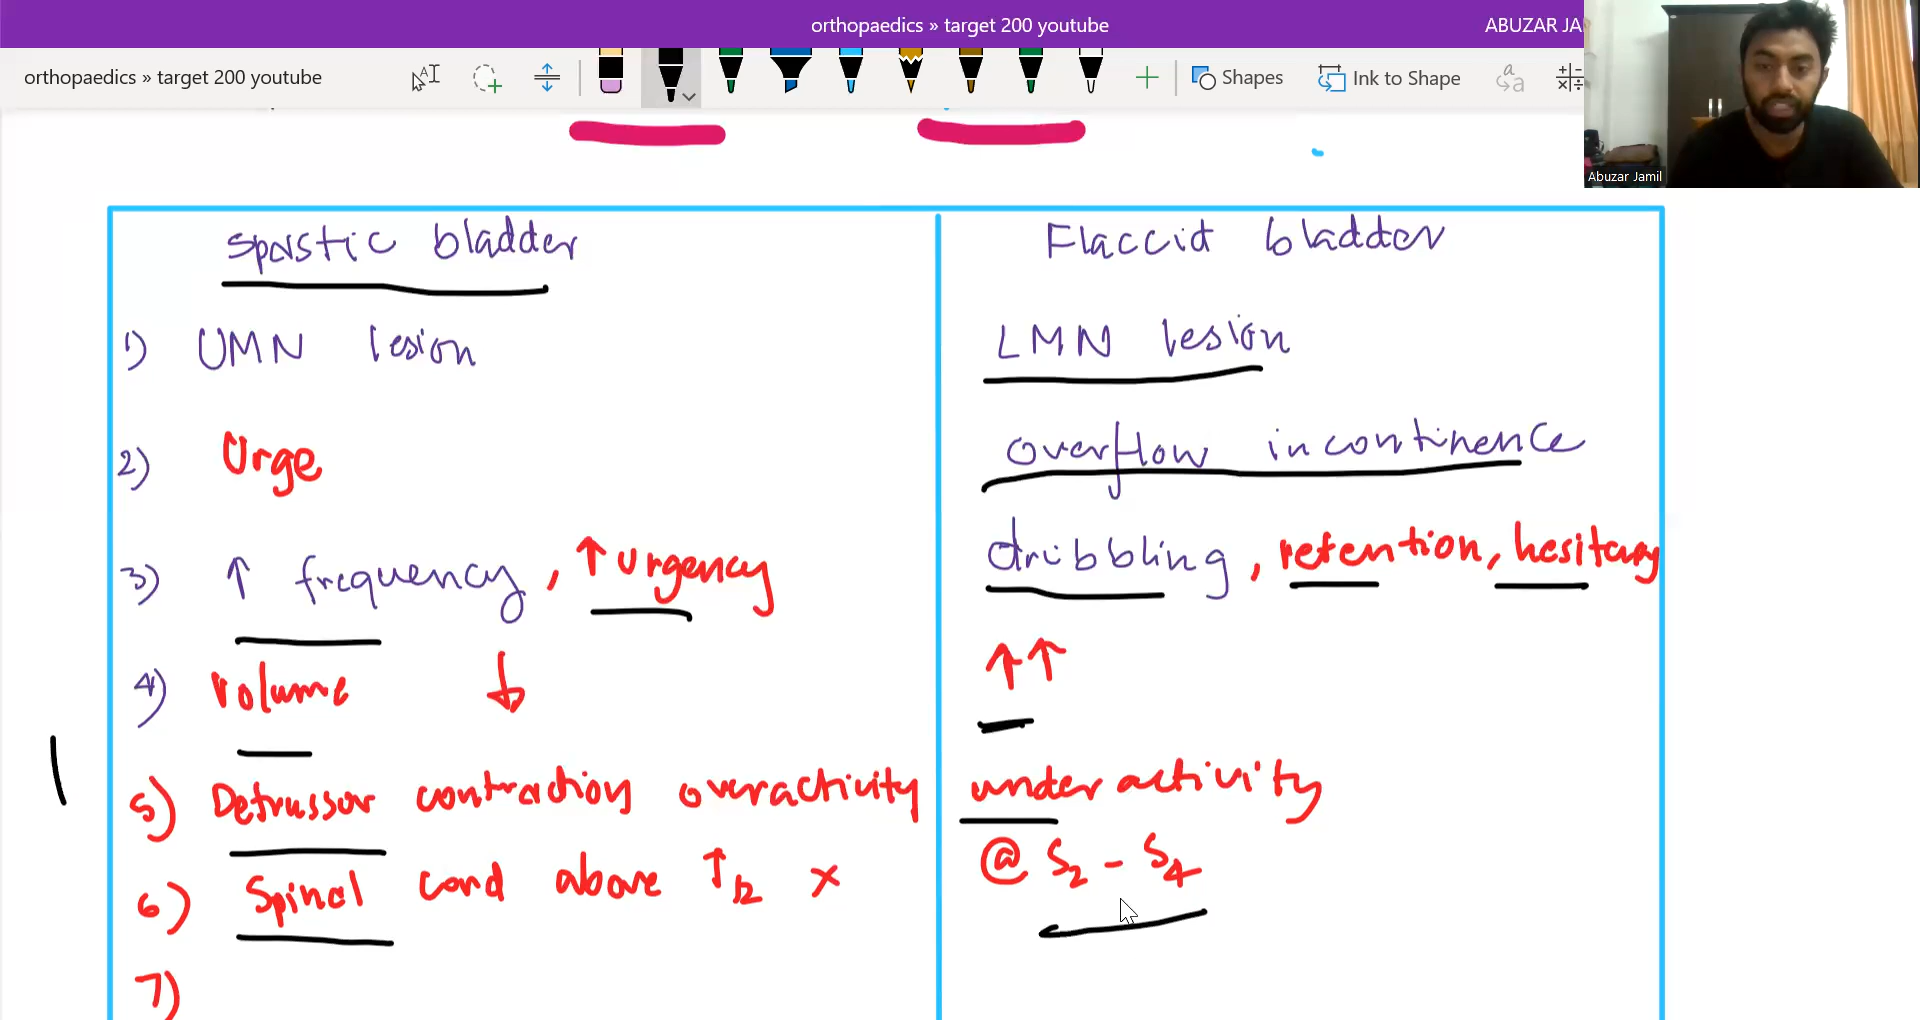 orthopaedics » target 200 youtube
ABUZAR JA
orthopaedics » target 200 youtube
Shapes
Ink to Shape
Abuzar Jamil
Spastic bladder
Flaccid bladder
1) UMN lesion
LMN lesion
2) Urge
overflow incontinence
3) ↑ frequency, ↑ urgency
dribbling, retention, hesitancy
4) volume ↓
↑↑
5) Detrussor contraction overactivity
under activity
6) Spinal cord above T12 x
@ S2 - S4
7)